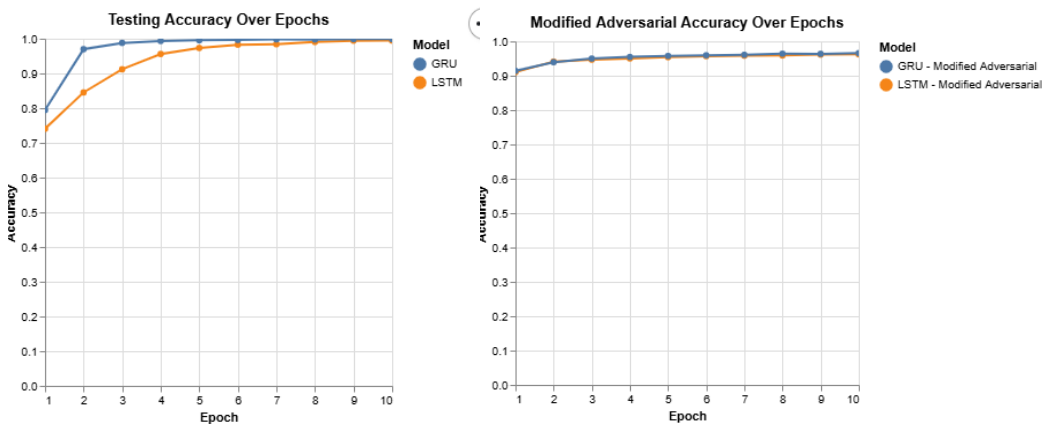 Testing Accuracy Over Epochs
1.0
0.9
0.8
0.7
0.6
0.5
0.4
0.3
0.2
0.1
0.0
Accuracy
1 2 3 4 5 6 7 8 9 10
Epoch
Model
GRU
LSTM
Modified Adversarial Accuracy Over Epochs
1.0
0.9
0.8
0.7
0.6
0.5
0.4
0.3
0.2
0.1
0.0
Accuracy
1 2 3 4 5 6 7 8 9 10
Epoch
Model
GRU - Modified Adversarial
LSTM - Modified Adversarial